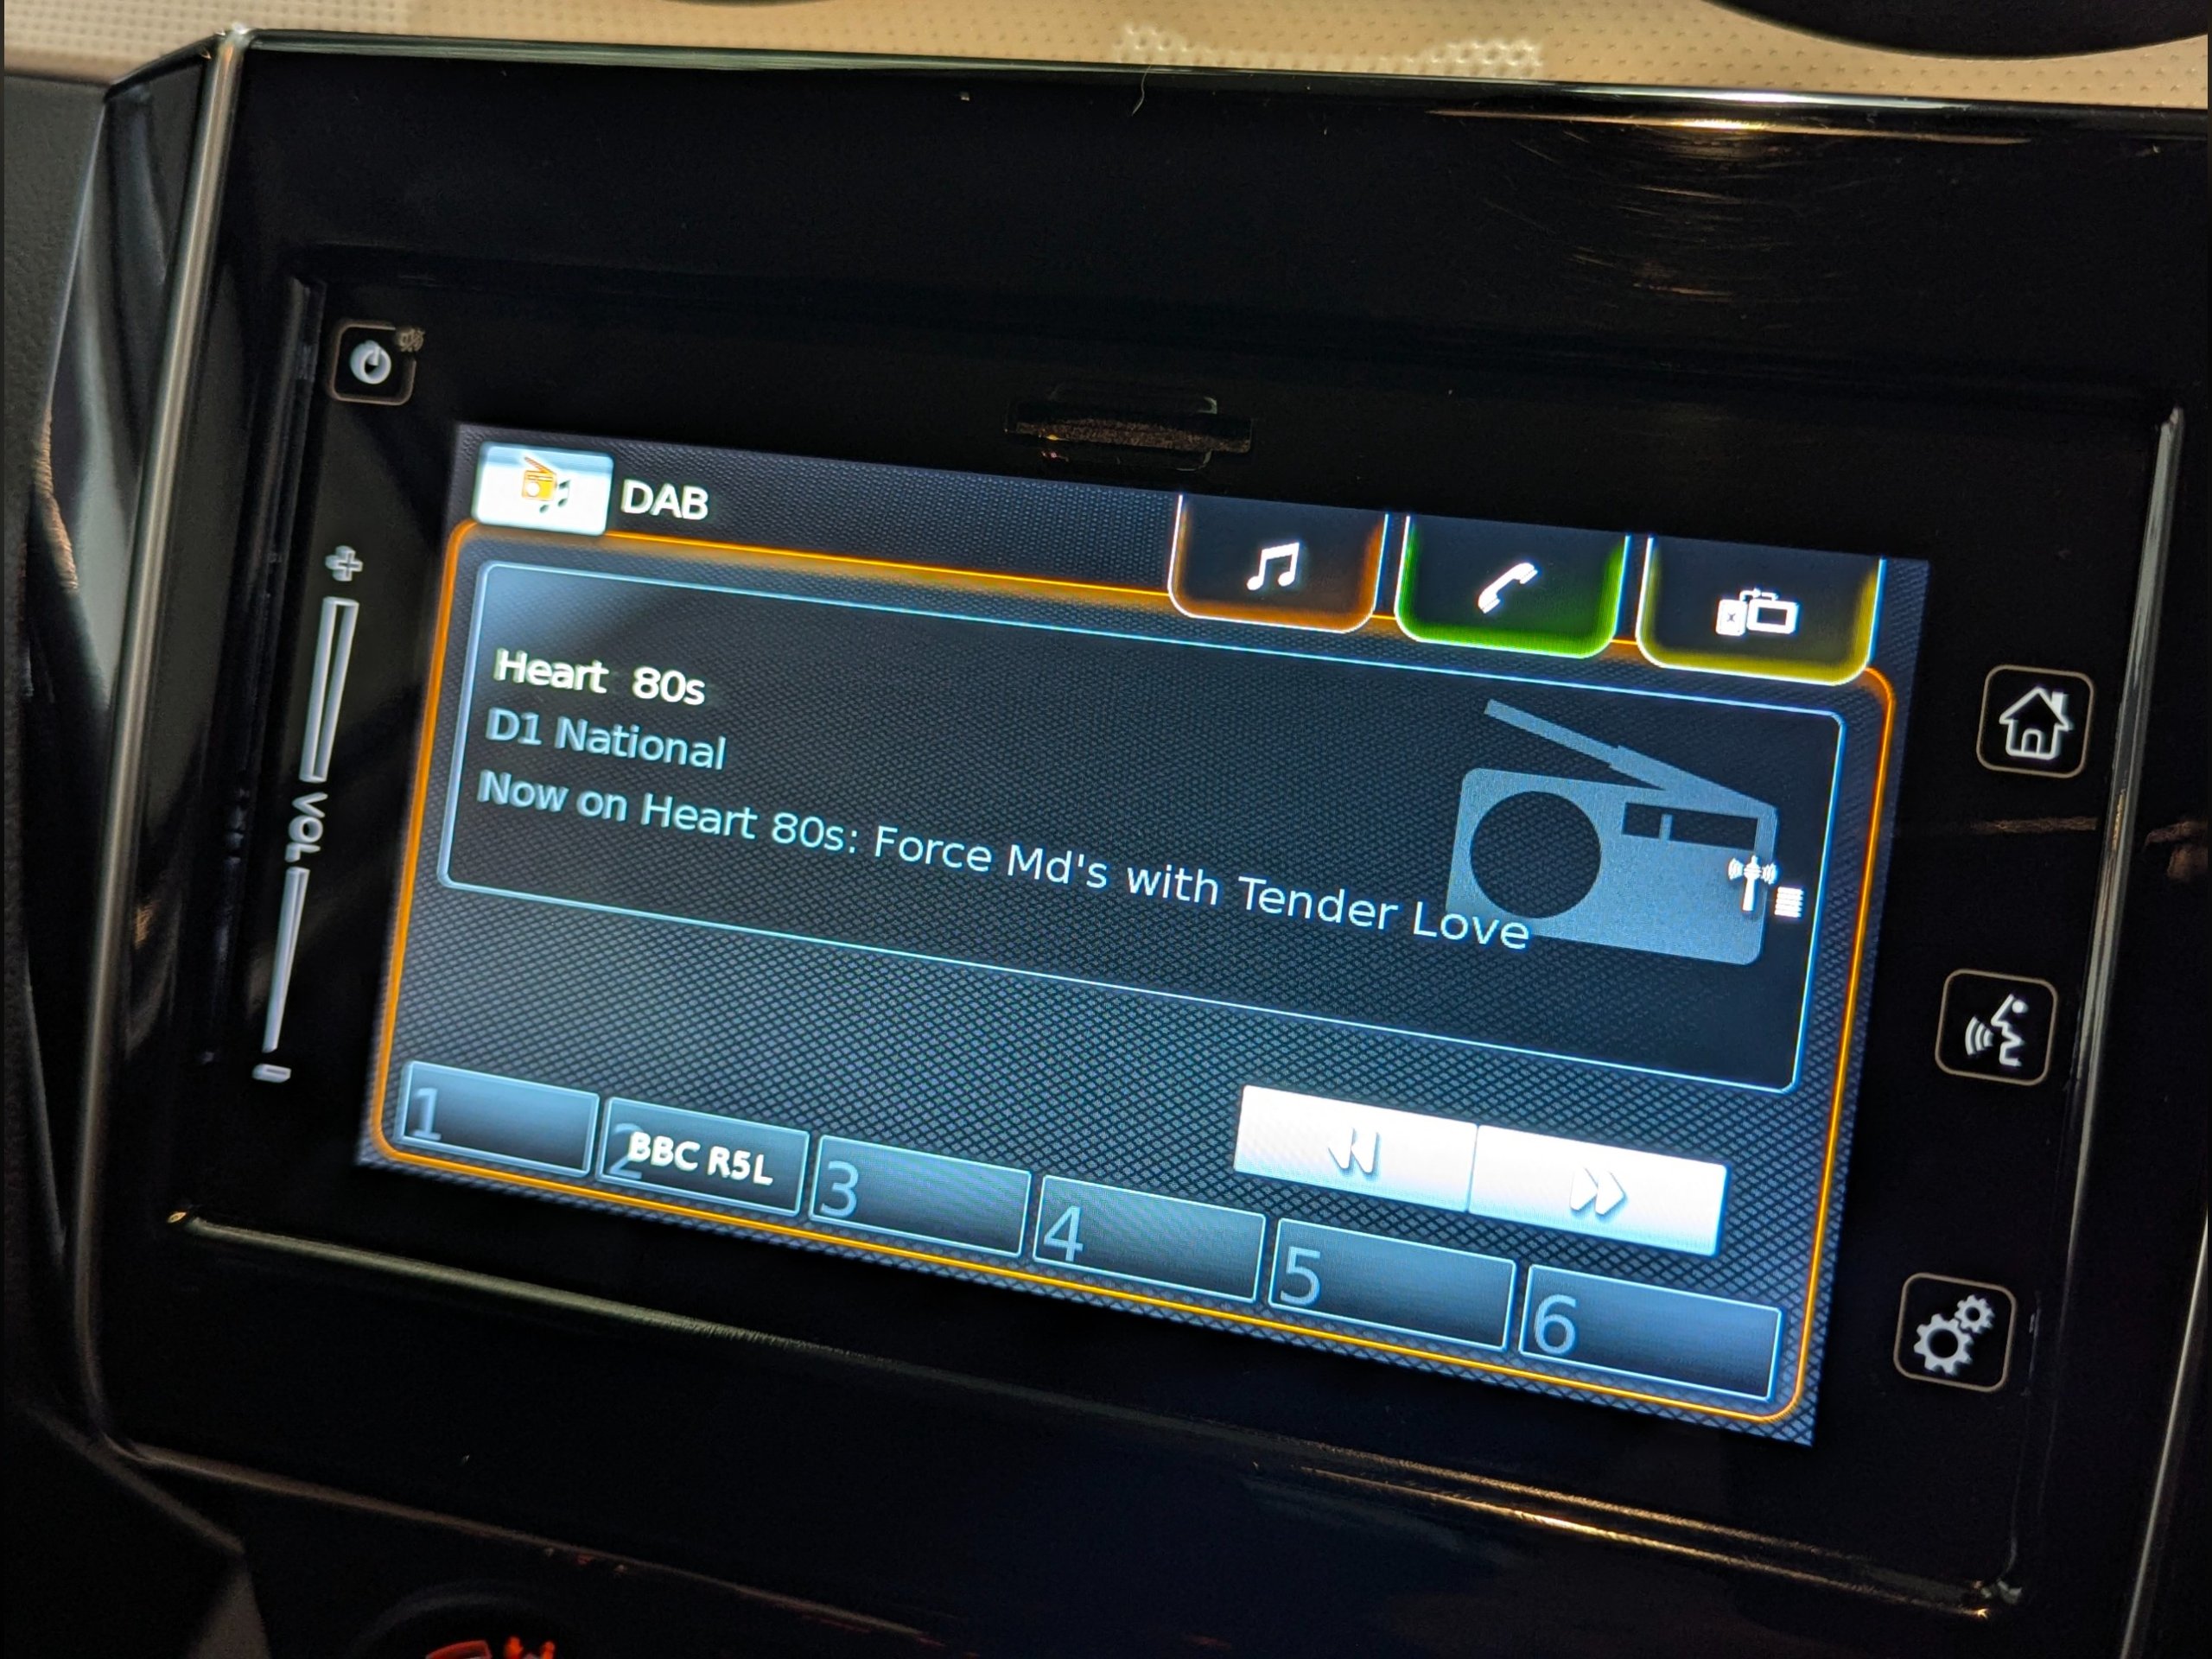 DAB
Heart 80s
D1 National
Now on Heart 80s: Force Md's with Tender Love
VOL
1
2 BBC R5L
3
4
5
6